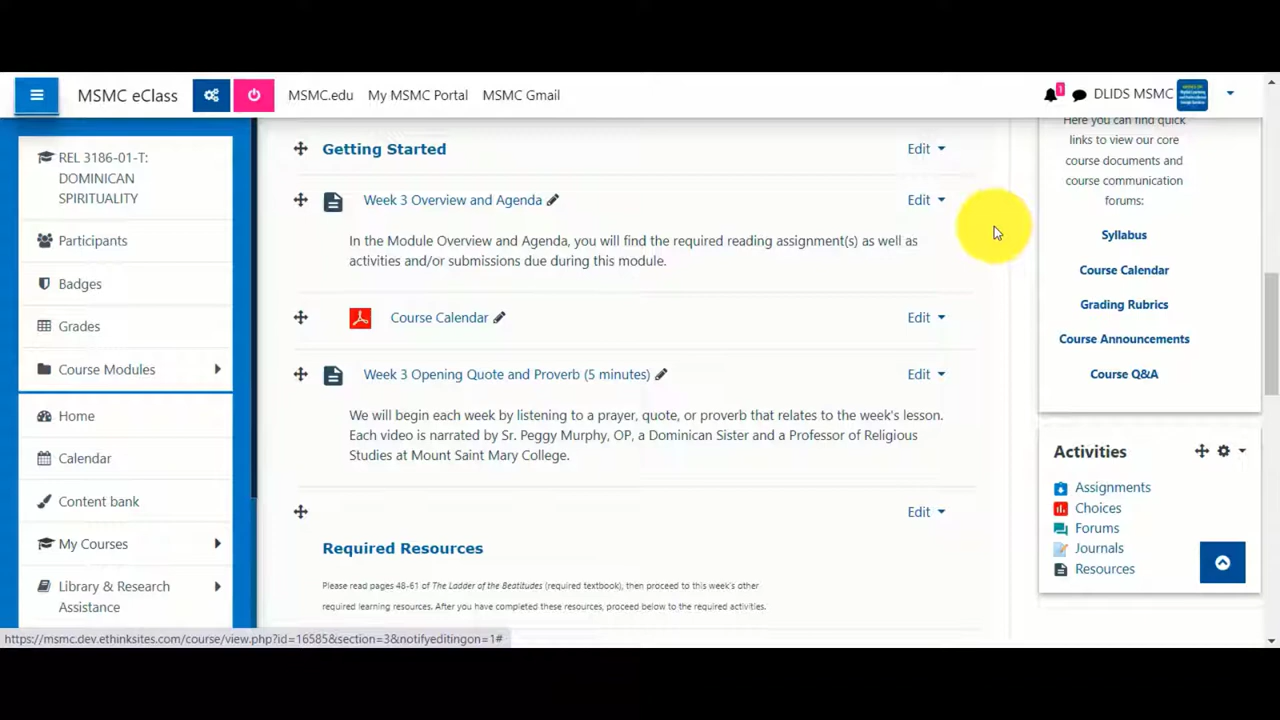 MSMC eClass MSMC.edu My MSMC Portal MSMC Gmail 1 DLIDS MSMC
REL 3186-01-T:
DOMINICAN
SPIRITUALITY
Participants
Badges
Grades
Course Modules
Home
Calendar
Content bank
My Courses
Library & Research
Assistance
Getting Started Edit
Week 3 Overview and Agenda Edit
In the Module Overview and Agenda, you will find the required reading assignment(s) as well as
activities and/or submissions due during this module.
Course Calendar Edit
Week 3 Opening Quote and Proverb (5 minutes) Edit
We will begin each week by listening to a prayer, quote, or proverb that relates to the week's lesson.
Each video is narrated by Sr. Peggy Murphy, OP, a Dominican Sister and a Professor of Religious
Studies at Mount Saint Mary College.
Edit
Required Resources
Please read pages 48-61 of The Ladder of the Beatitudes (required textbook), then proceed to this week's other
required learning resources. After you have completed these resources, proceed below to the required activities.
Here you can find quick
links to view our core
course documents and
course communication
forums:
Syllabus
Course Calendar
Grading Rubrics
Course Announcements
Course Q&A
Activities
Assignments
Choices
Forums
Journals
Resources
https://msmc.dev.ethinksites.com/course/view.php?id=16585&section=3&notifyeditingon=1#